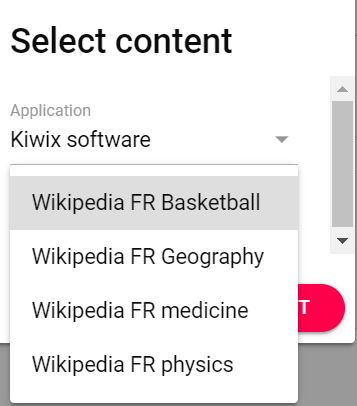 Select content
Application
Kiwix software
Wikipedia FR Basketball
Wikipedia FR Geography
Wikipedia FR medicine
T
Wikipedia FR physics